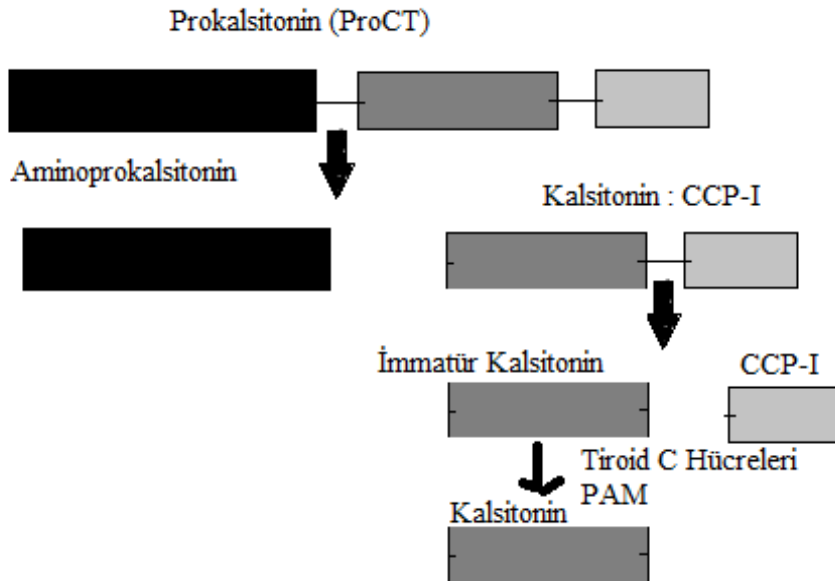 Prokalsitonin (ProCT)
Aminoprokalsitonin
Kalsitonin : CCP-I
İmmatür Kalsitonin
CCP-I
Tiroid C Hücreleri
PAM
Kalsitonin